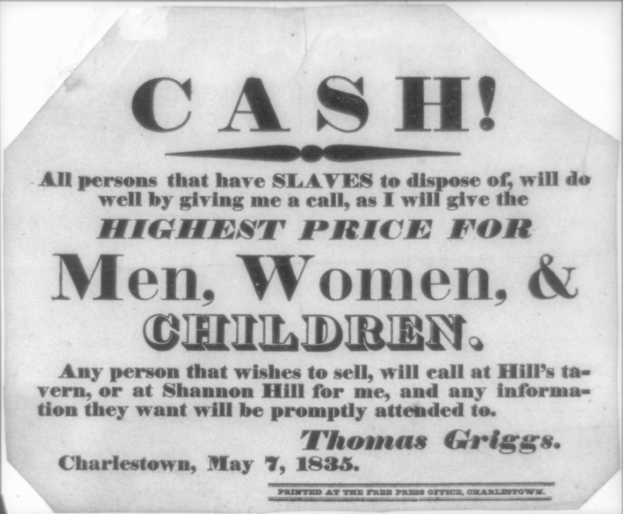 CASH!
All persons that have SLAVES to dispose of, will do
well by giving me a call, as I will give the
HIGHEST PRICE FOR
Men, Women, &
CHILDREN.
Any person that wishes to sell, will call at Hill's ta-
vern, or at Shannon Hill for me, and any informa-
tion they want will be promptly attended to.
Thomas Griggs.
Charlestown, May 7, 1835.
PRINTED AT THE FREE PRESS OFFICE, CHARLESTOWN.